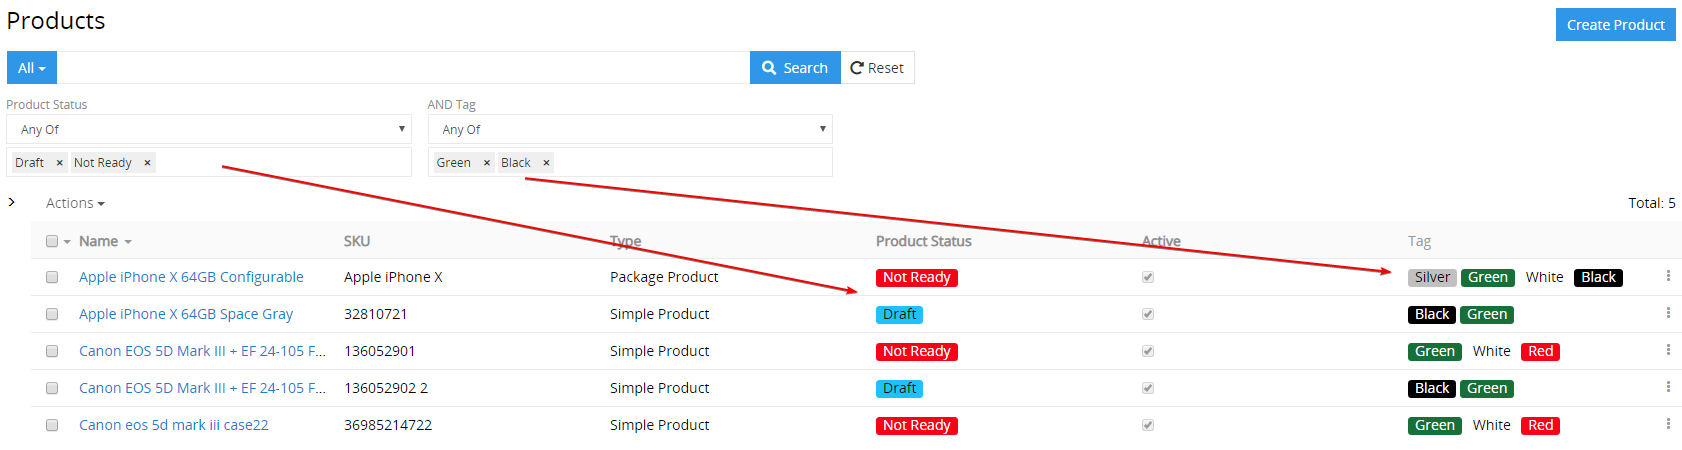 Products
Create Product
All Search Reset
Product Status AND Tag
Any Of Any Of
Draft × Not Ready × Green × Black ×
Actions Total: 5
Name SKU Type Product Status Active Tag
Apple iPhone X 64GB Configurable Apple iPhone X Package Product Not Ready Silver Green White Black
Apple iPhone X 64GB Space Gray 32810721 Simple Product Draft Black Green
Canon EOS 5D Mark III + EF 24-105 F... 136052901 Simple Product Not Ready Green White Red
Canon EOS 5D Mark III + EF 24-105 F... 136052902 2 Simple Product Draft Black Green
Canon eos 5d mark iii case22 36985214722 Simple Product Not Ready Green White Red